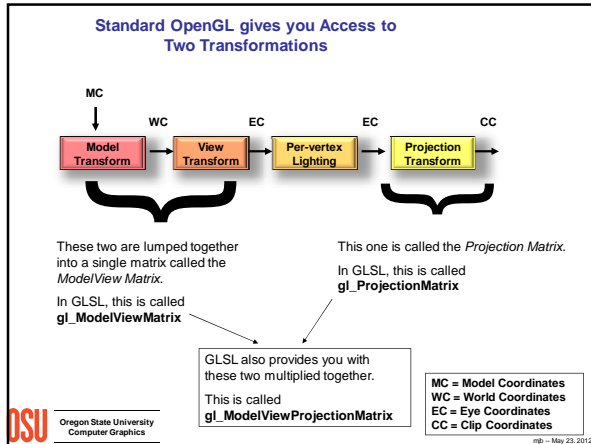 Standard OpenGL gives you Access to
Two Transformations
MC
WC
EC
EC
CC
Model
Transform
View
Transform
Per-vertex
Lighting
Projection
Transform
These two are lumped together
into a single matrix called the
ModelView Matrix.
In GLSL, this is called
gl_ModelViewMatrix
This one is called the Projection Matrix.
In GLSL, this is called
gl_ProjectionMatrix
GLSL also provides you with
these two multiplied together.
This is called
gl_ModelViewProjectionMatrix
MC = Model Coordinates
WC = World Coordinates
EC = Eye Coordinates
CC = Clip Coordinates
OSU
Oregon State University
Computer Graphics
mjb -- May 23, 2012